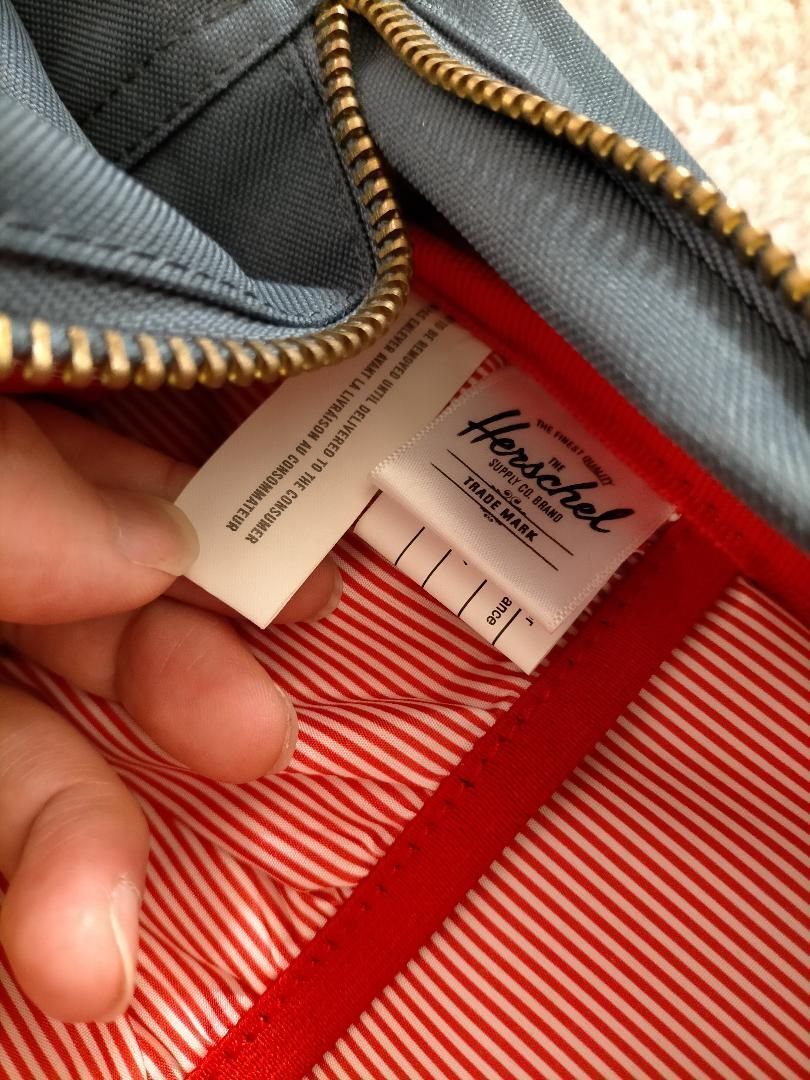 TO BE REMOVED UNTIL DELIVERED TO THE CONSUMER
ENLEVER AVANT LA LIVRAISON AU CONSOMMATEUR
THE FINEST QUALITY
THE
Herschel
SUPPLY CO. BRAND
TRADE MARK
r
ance